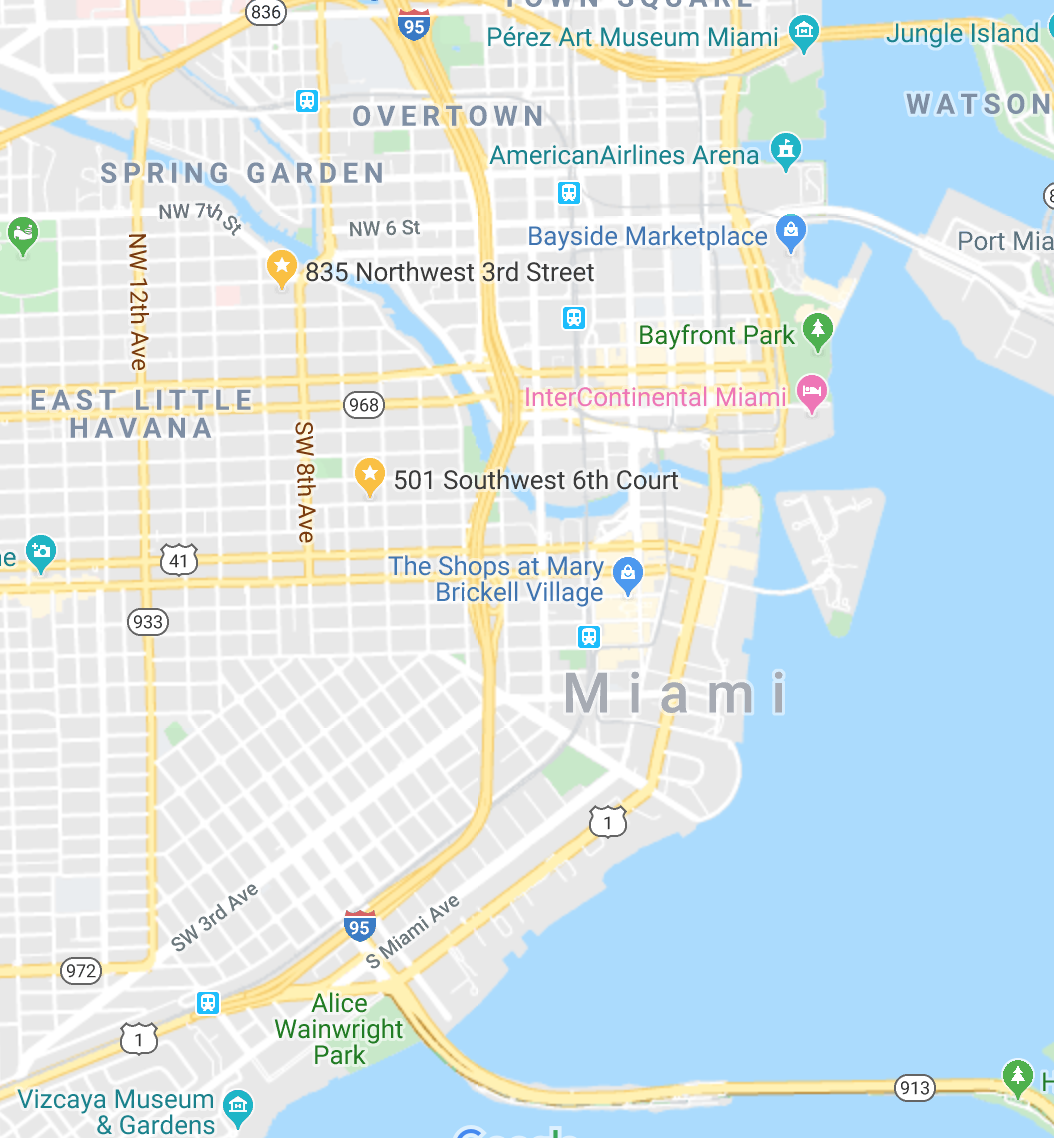 TOWN SQUARE
836
95
Pérez Art Museum Miami
Jungle Island
WATSON
OVERTOWN
AmericanAirlines Arena
SPRING GARDEN
NW 7th St
NW 6 St
Bayside Marketplace
Port Mia
NW 12th Ave
835 Northwest 3rd Street
Bayfront Park
InterContinental Miami
EAST LITTLE
HAVANA
968
SW 8th Ave
501 Southwest 6th Court
41
The Shops at Mary
Brickell Village
933
Miami
1
SW 3rd Ave
95
S Miami Ave
972
1
Alice
Wainwright
Park
913
Vizcaya Museum
& Gardens
Google